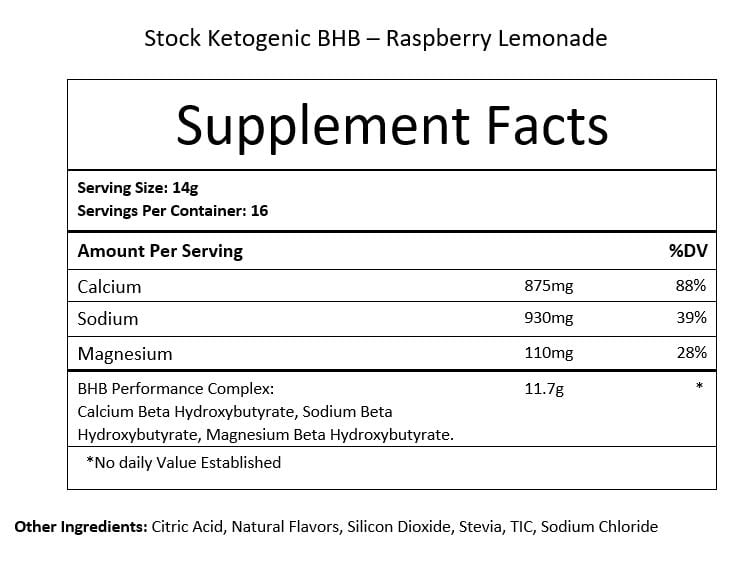 Stock Ketogenic BHB – Raspberry Lemonade
Supplement Facts
Serving Size: 14g
Servings Per Container: 16
Amount Per Serving %DV
Calcium 875mg 88%
Sodium 930mg 39%
Magnesium 110mg 28%
BHB Performance Complex: 11.7g *
Calcium Beta Hydroxybutyrate, Sodium Beta
Hydroxybutyrate, Magnesium Beta Hydroxybutyrate.
*No daily Value Established
Other Ingredients: Citric Acid, Natural Flavors, Silicon Dioxide, Stevia, TIC, Sodium Chloride